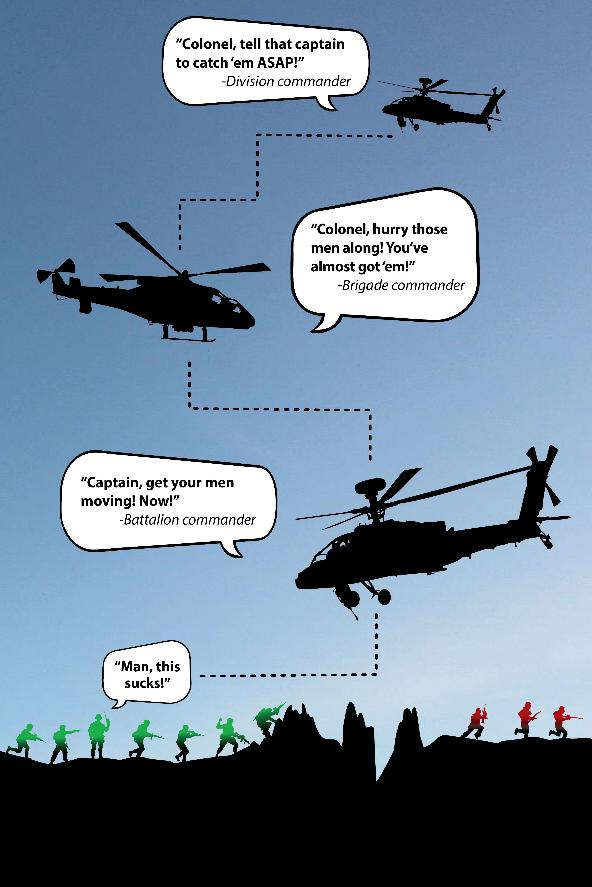 “Colonel, tell that captain
to catch ’em ASAP!”
-Division commander
“Colonel, hurry those
men along! You’ve
almost got ’em!”
-Brigade commander
“Captain, get your men
moving! Now!”
-Battalion commander
“Man, this
sucks!”